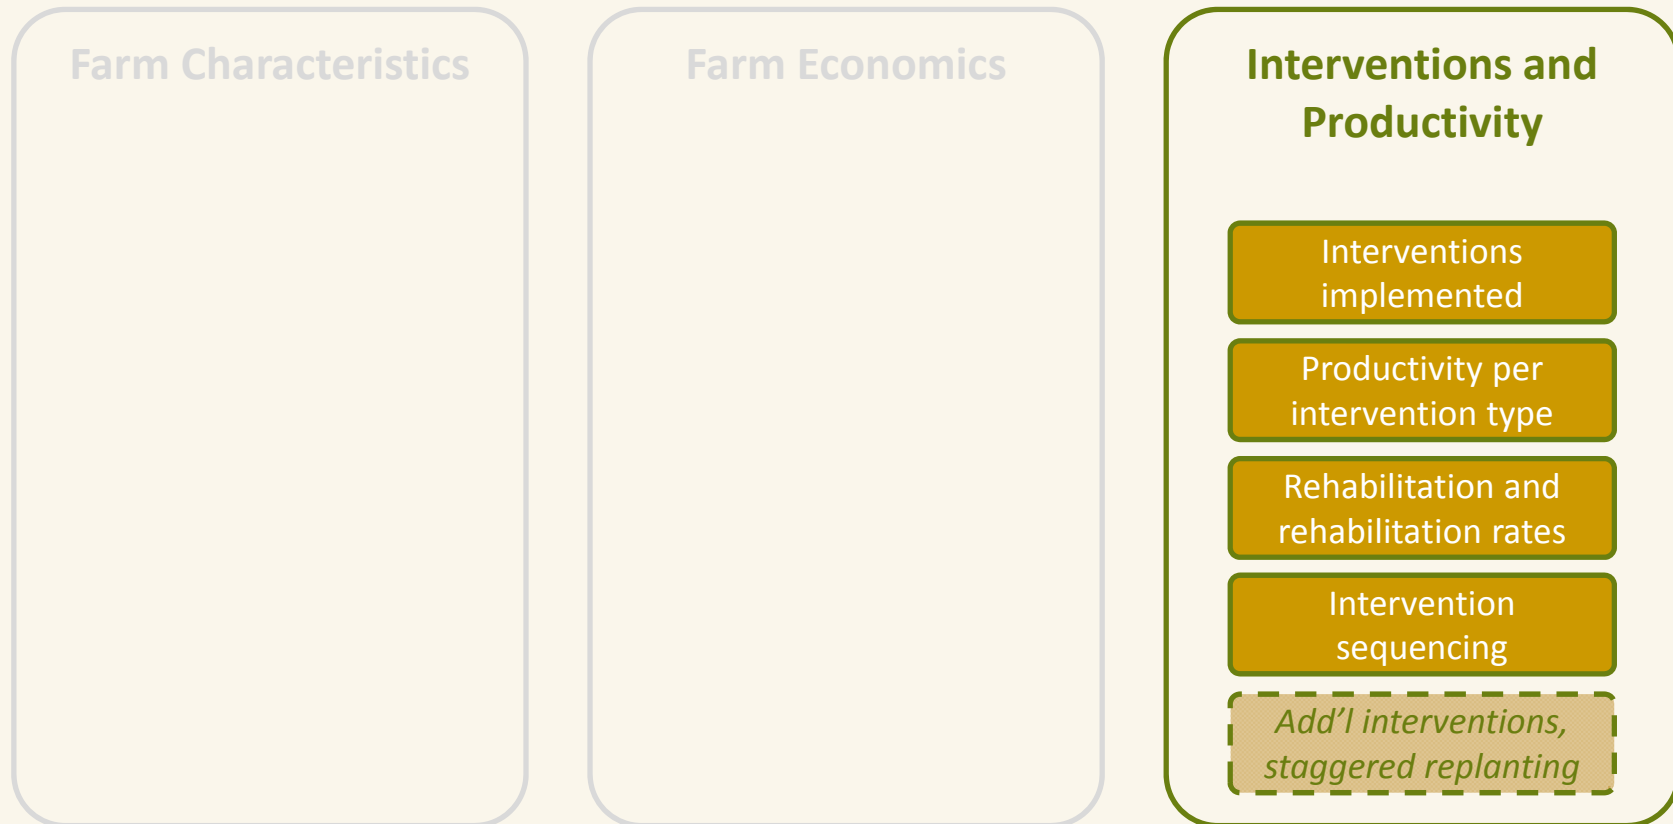 Farm Characteristics
Farm Economics
Interventions and
Productivity
Interventions
implemented
Productivity per
intervention type
Rehabilitation and
rehabilitation rates
Intervention
sequencing
Add’l interventions,
staggered replanting